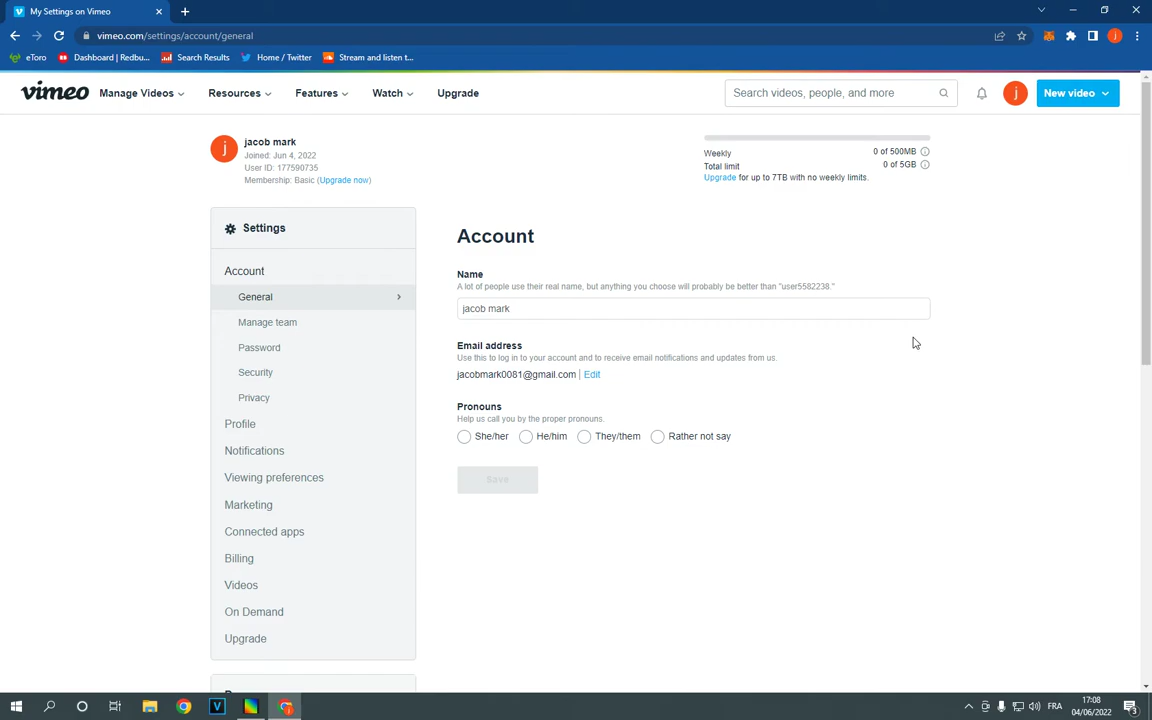 My Settings on Vimeo
vimeo.com/settings/account/general
eToro
Dashboard | Redbu...
Search Results
Home / Twitter
Stream and listen t...
vimeo
Manage Videos
Resources
Features
Watch
Upgrade
Search videos, people, and more
j
New video
j
jacob mark
Joined: Jun 4, 2022
User ID: 177590735
Membership: Basic (Upgrade now)
Weekly
0 of 500MB
Total limit
0 of 5GB
Upgrade for up to 7TB with no weekly limits.
Settings
Account
General
Manage team
Password
Security
Privacy
Profile
Notifications
Viewing preferences
Marketing
Connected apps
Billing
Videos
On Demand
Upgrade
Account
Name
A lot of people use their real name, but anything you choose will probably be better than "user5582238."
jacob mark
Email address
Use this to log in to your account and to receive email notifications and updates from us.
jacobmark0081@gmail.com | Edit
Pronouns
Help us call you by the proper pronouns.
She/her
He/him
They/them
Rather not say
Save
FRA
17:08
04/06/2022
3